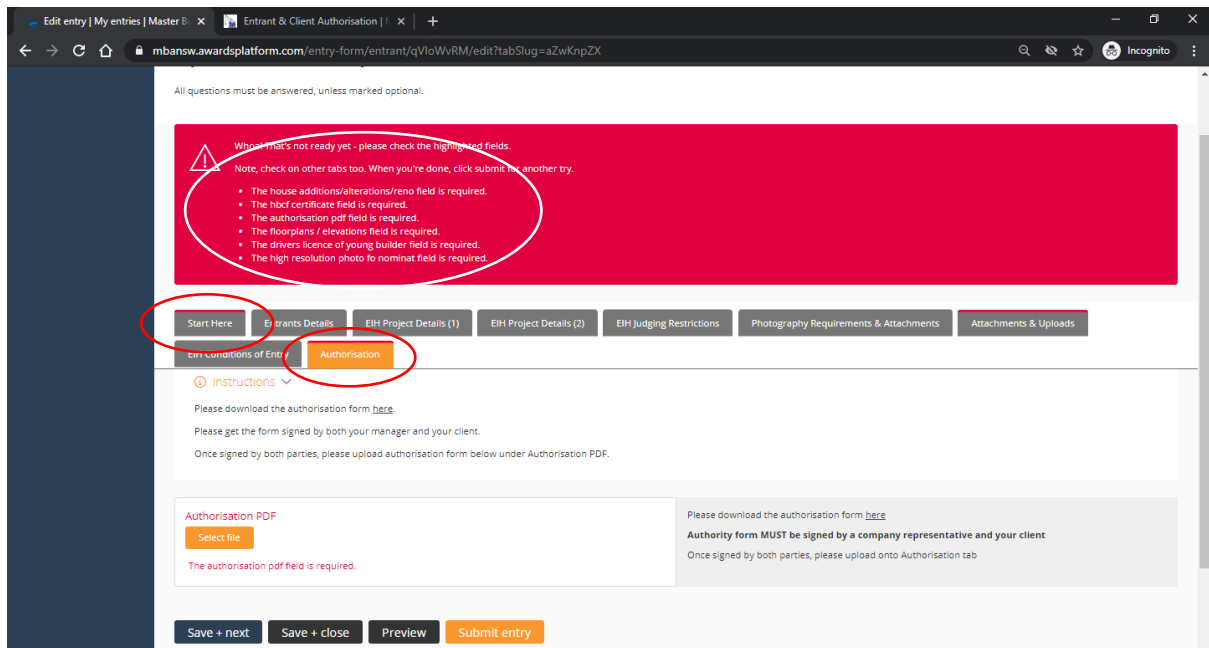 Edit entry | My entries | Master B
Entrant & Client Authorisation |
mbansw.awardsplatform.com/entry-form/entrant/qVIoWvRM/edit?tabSlug=aZwKnpZX
Incognito
All questions must be answered, unless marked optional.
Whoa! That's not ready yet - please check the highlighted fields.
Note, check on other tabs too. When you're done, click submit for another try.
• The house additions/alterations/reno field is required.
• The hbcf certificate field is required.
• The authorisation pdf field is required.
• The floorplans / elevations field is required.
• The drivers licence of young builder field is required.
• The high resolution photo fo nominat field is required.
Start Here
Entrants Details
EIH Project Details (1)
EIH Project Details (2)
EIH Judging Restrictions
Photography Requirements & Attachments
Attachments & Uploads
EIH Conditions of Entry
Authorisation
Instructions
Please download the authorisation form here.
Please get the form signed by both your manager and your client.
Once signed by both parties, please upload authorisation form below under Authorisation PDF.
Authorisation PDF
Select file
The authorisation pdf field is required.
Please download the authorisation form here
Authority form MUST be signed by a company representative and your client
Once signed by both parties, please upload onto Authorisation tab
Save + next
Save + close
Preview
Submit entry